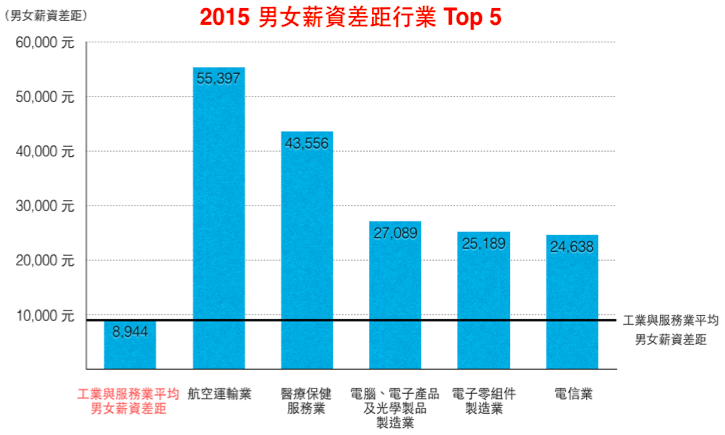 （男女薪資差距）
2015 男女薪資差距行業 Top 5
60,000 元
50,000 元
40,000 元
30,000 元
20,000 元
10,000 元
55,397
43,556
27,089
25,189
24,638
8,944
工業與服務業平均
男女薪資差距
工業與服務業平均
男女薪資差距
航空運輸業
醫療保健
服務業
電腦、電子產品
及光學製品
製造業
電子零組件
製造業
電信業